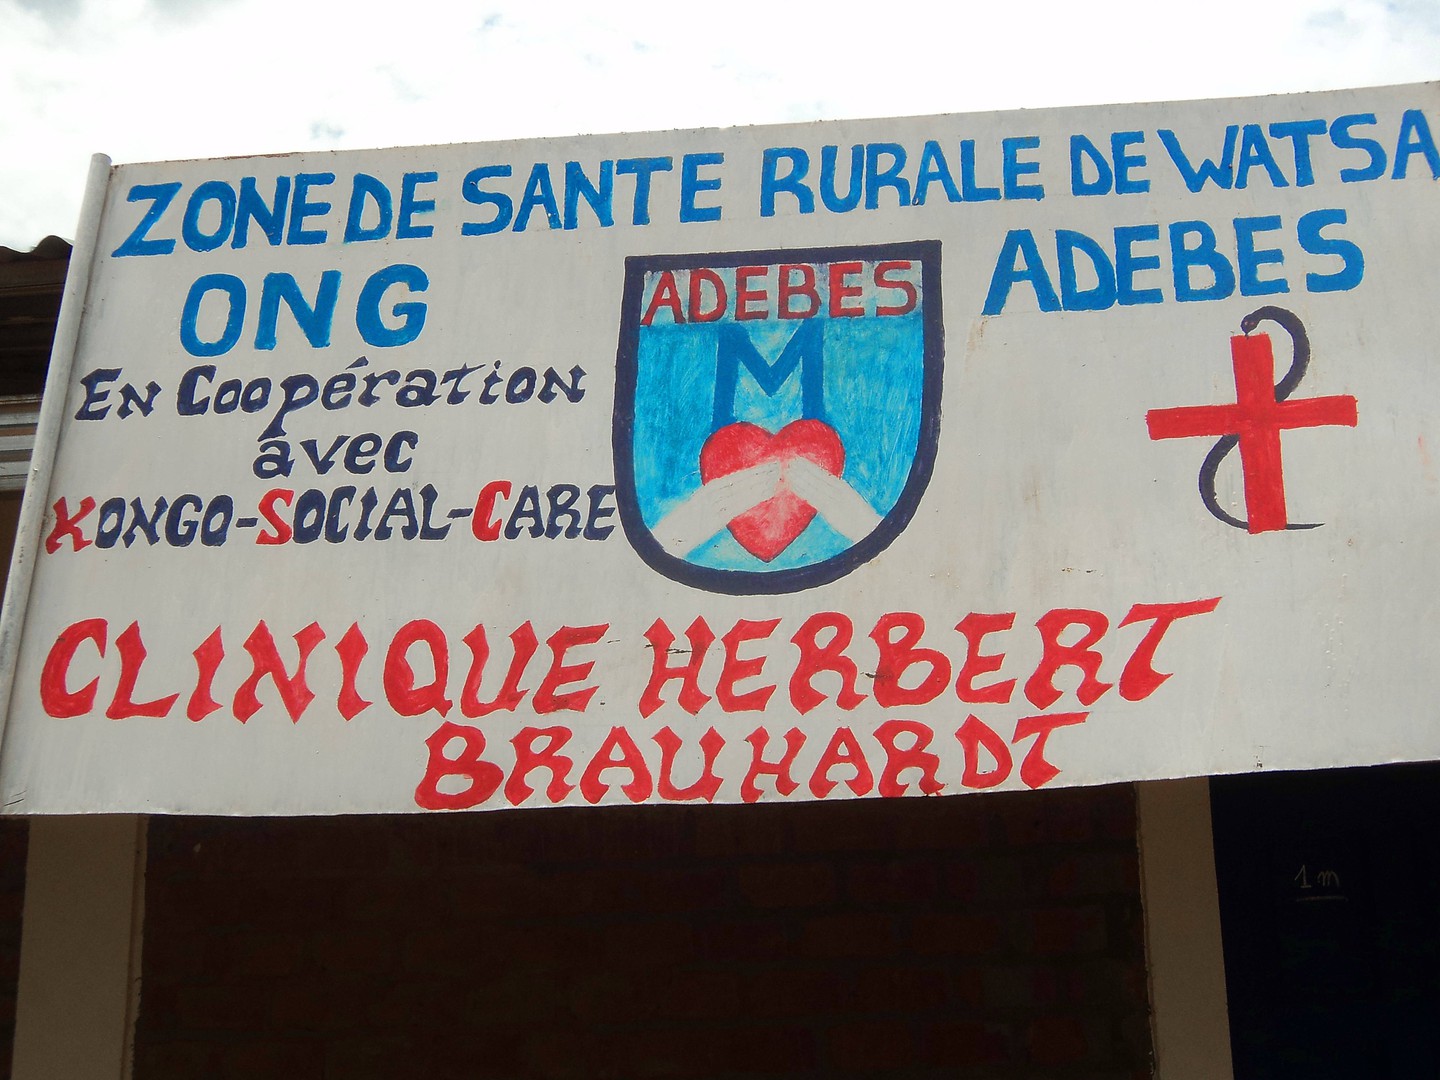 ZONE DE SANTE RURALE DE WATSA
ONG
ADEBES
En Coopération
avec
KONGO-SOCIAL-CARE
ADEBES
M
CLINIQUE HERBERT
BRAUHARDT
1m